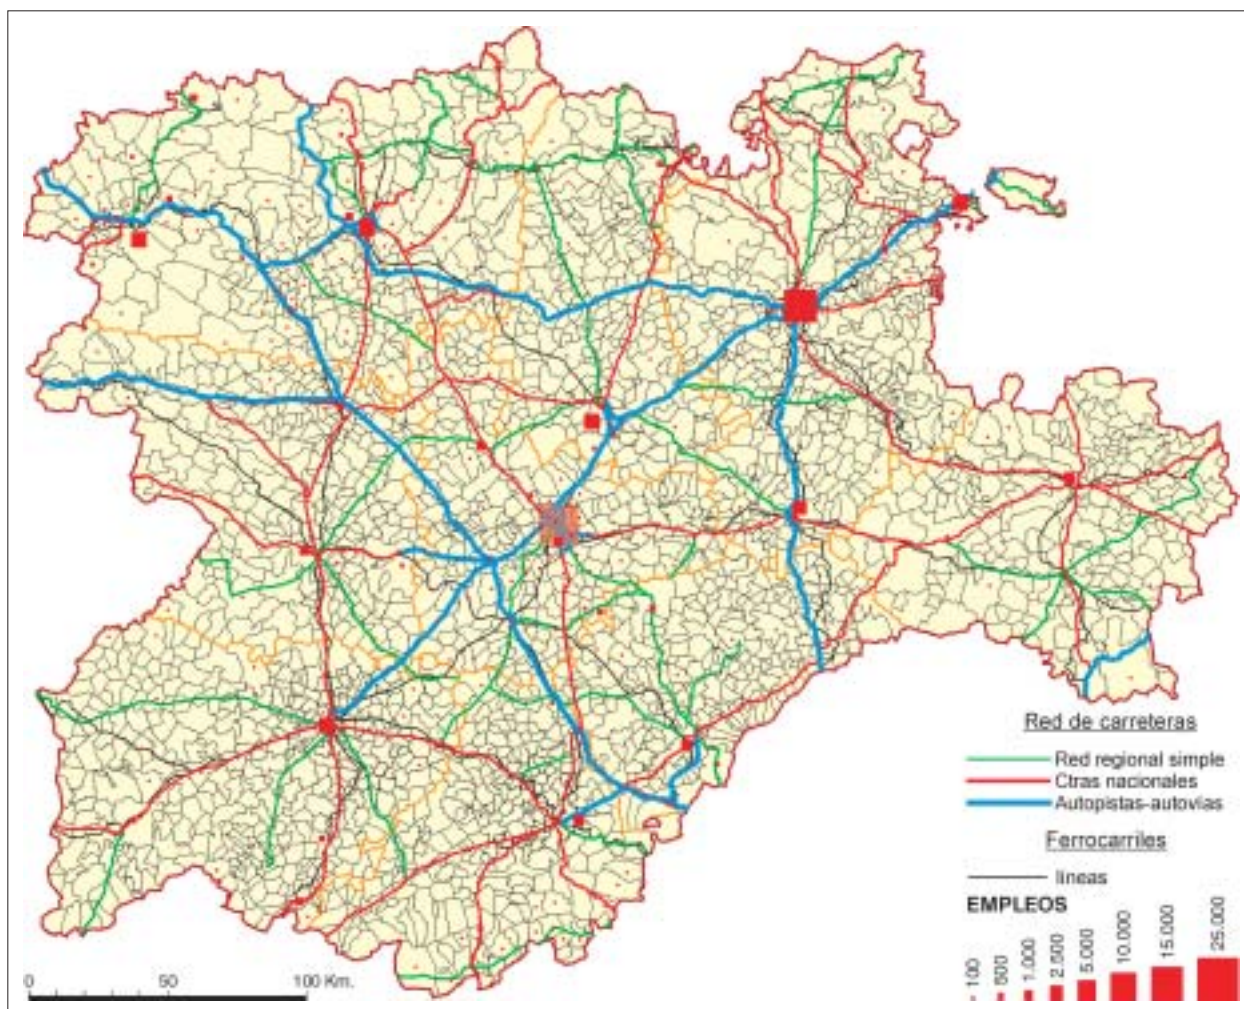 Red de carreteras
Red regional simple
Ctras nacionales
Autopistas-autovias
Ferrocarriles
lineas
EMPLEOS
100
500
1.000
2.500
5.000
10.000
15.000
25.000
0 50 100 Km.